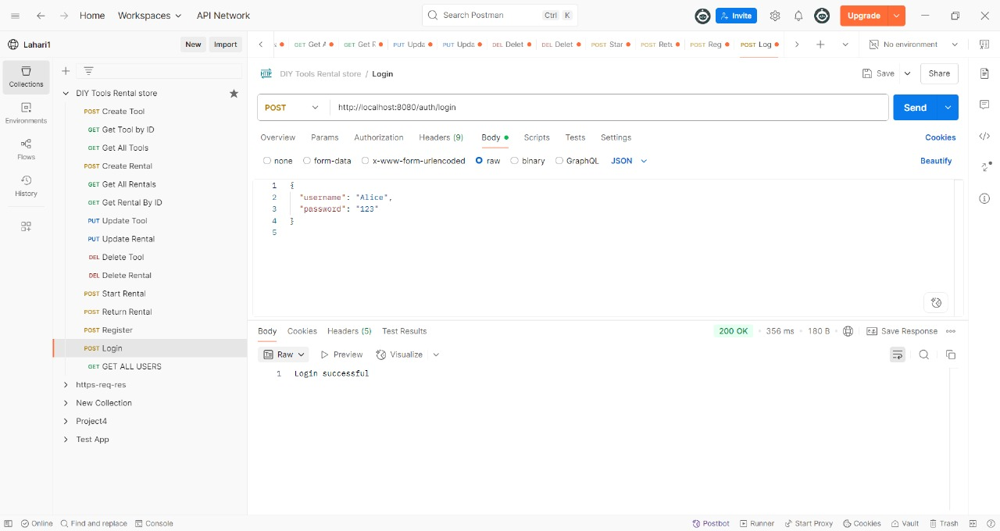 Home Workspaces API Network Search Postman Ctrl K Invite Upgrade
Lahari1 New Import
Get A Get R PUT Upda PUT Upda DEL Delet DEL Delet POST Star POST Retu POST Reg POST Log No environment
Collections
Environments
Flows
History
DIY Tools Rental store
POST Create Tool
GET Get Tool by ID
GET Get All Tools
POST Create Rental
GET Get All Rentals
GET Get Rental By ID
PUT Update Tool
PUT Update Rental
DEL Delete Tool
DEL Delete Rental
POST Start Rental
POST Return Rental
POST Register
POST Login
GET GET ALL USERS
https-req-res
New Collection
Project4
Test App
HTTP DIY Tools Rental store / Login Save Share
POST http://localhost:8080/auth/login Send
Overview Params Authorization Headers (9) Body Scripts Tests Settings Cookies
none form-data x-www-form-urlencoded raw binary GraphQL JSON Beautify
1 {
2 "username": "Alice",
3 "password": "123"
4 }
5
Body Cookies Headers (5) Test Results 200 OK 356 ms 180 B Save Response
Raw Preview Visualize
1 Login successful
Online Find and replace Console Postbot Runner Start Proxy Cookies Vault Trash